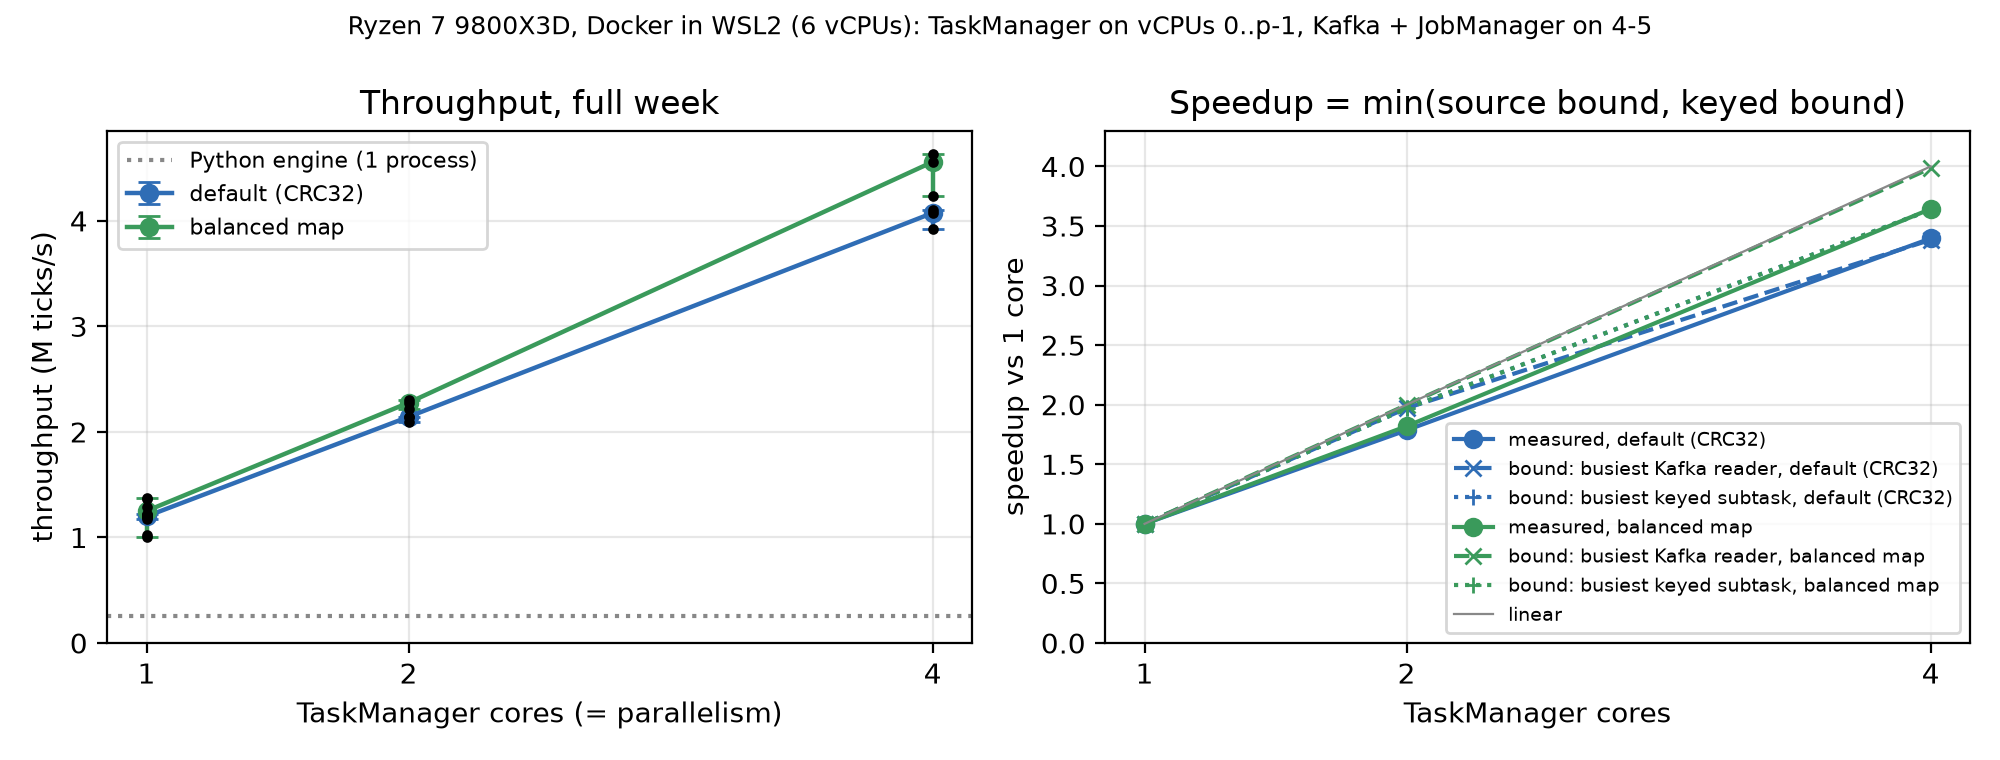 Ryzen 7 9800X3D, Docker in WSL2 (6 vCPUs): TaskManager on vCPUs 0..p-1, Kafka + JobManager on 4-5
Throughput, full week
Python engine (1 process)
default (CRC32)
balanced map
throughput (M ticks/s)
4
3
2
1
0
1
2
4
TaskManager cores (= parallelism)
Speedup = min(source bound, keyed bound)
speedup vs 1 core
4.0
3.5
3.0
2.5
2.0
1.5
1.0
0.5
0.0
measured, default (CRC32)
bound: busiest Kafka reader, default (CRC32)
bound: busiest keyed subtask, default (CRC32)
measured, balanced map
bound: busiest Kafka reader, balanced map
bound: busiest keyed subtask, balanced map
linear
1
2
4
TaskManager cores